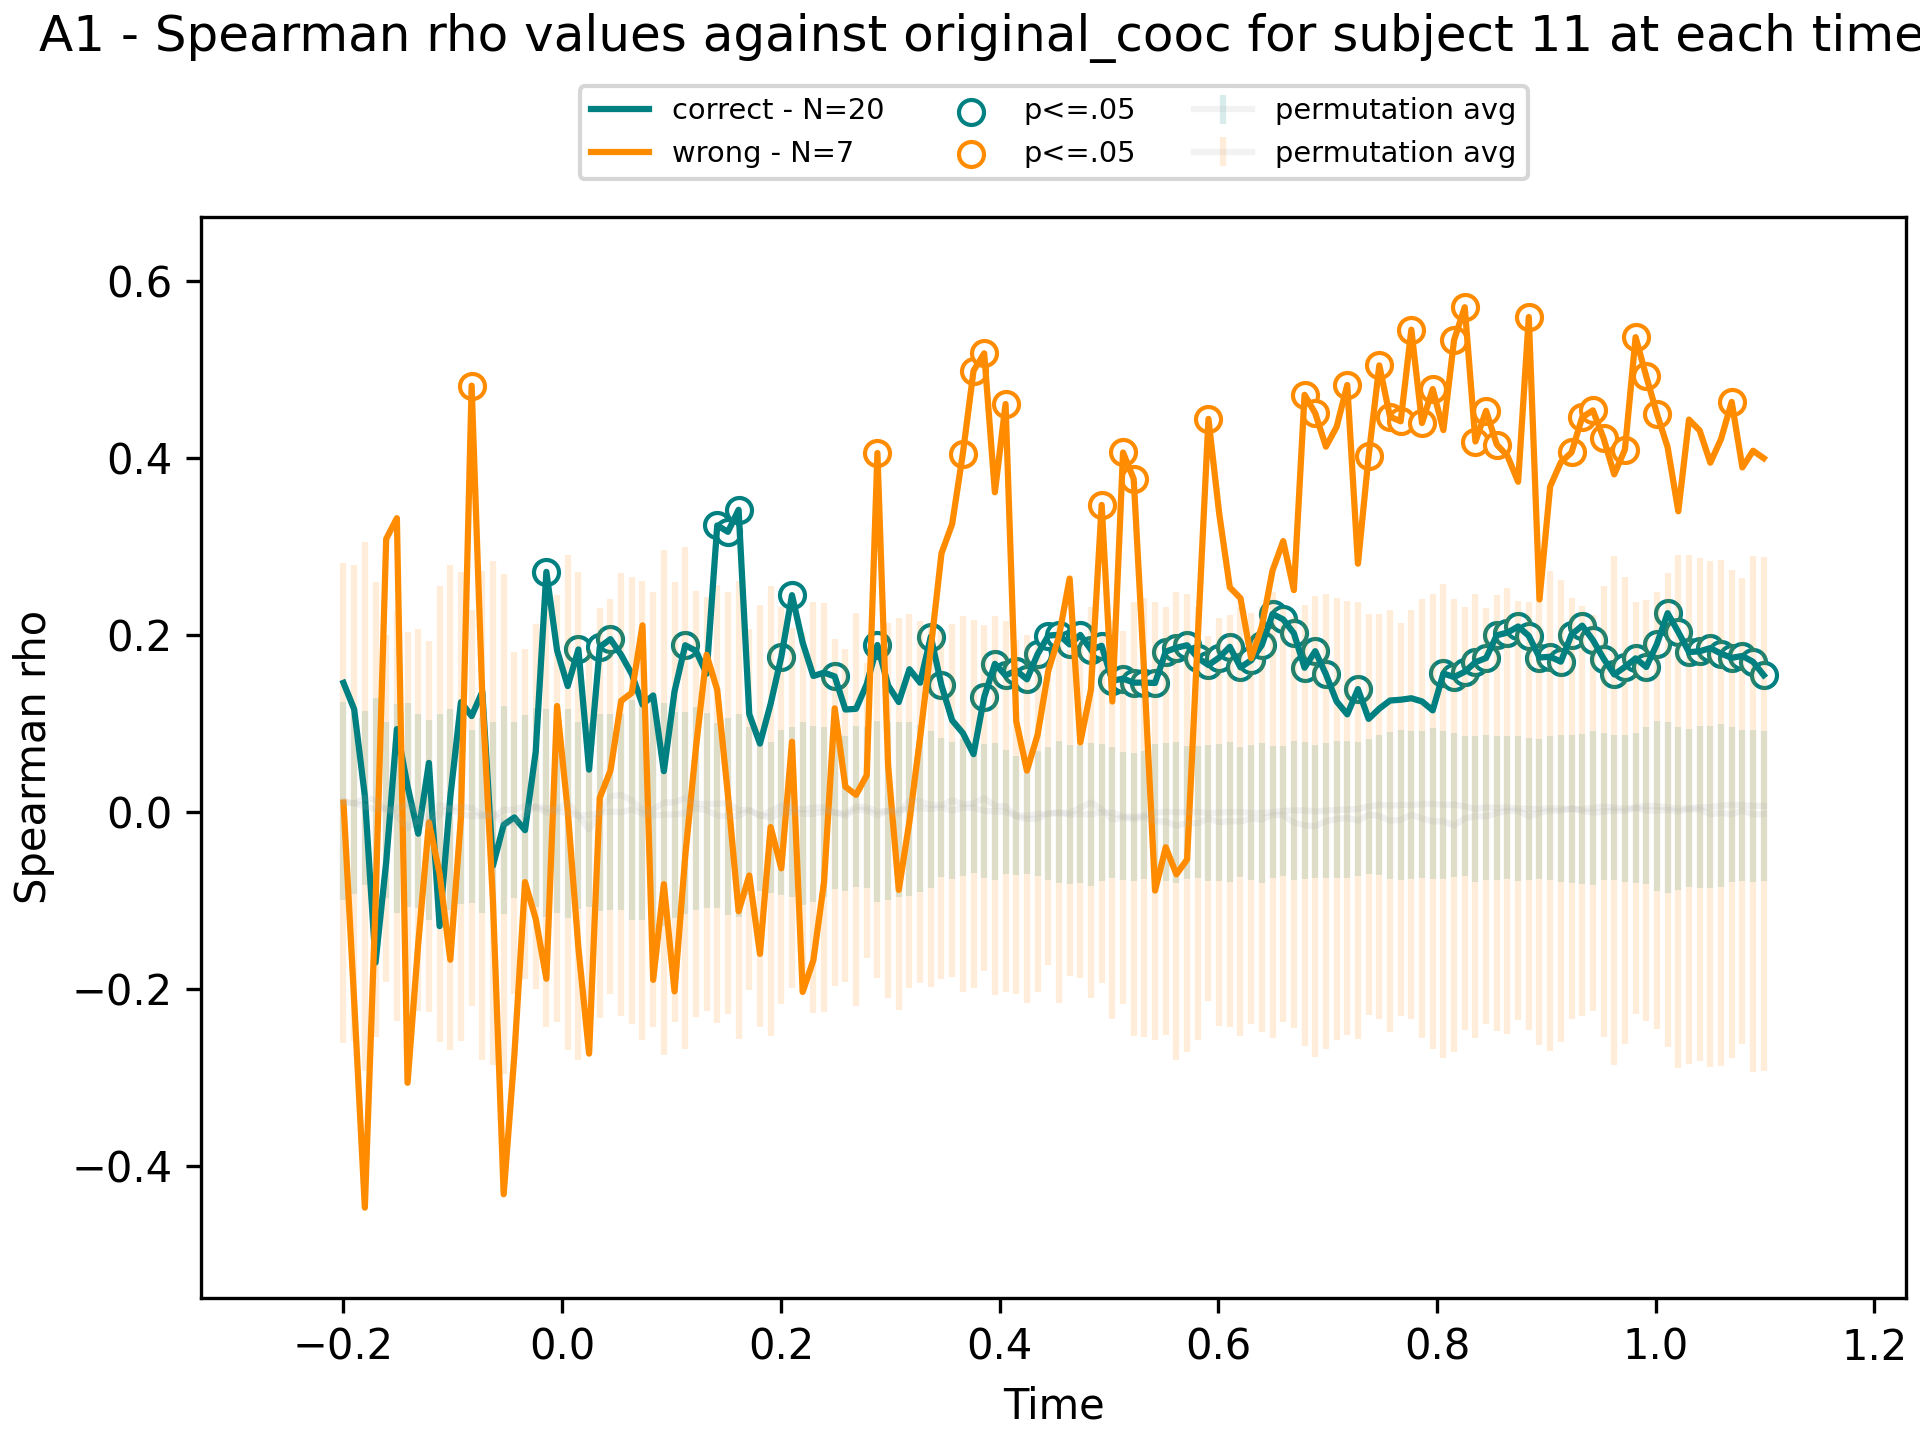 A1 - Spearman rho values against original_cooc for subject 11 at each time
correct - N=20
wrong - N=7
p<=.05
p<=.05
permutation avg
permutation avg
Spearman rho
0.6
0.4
0.2
0.0
−0.2
−0.4
−0.2 0.0 0.2 0.4 0.6 0.8 1.0 1.2
Time